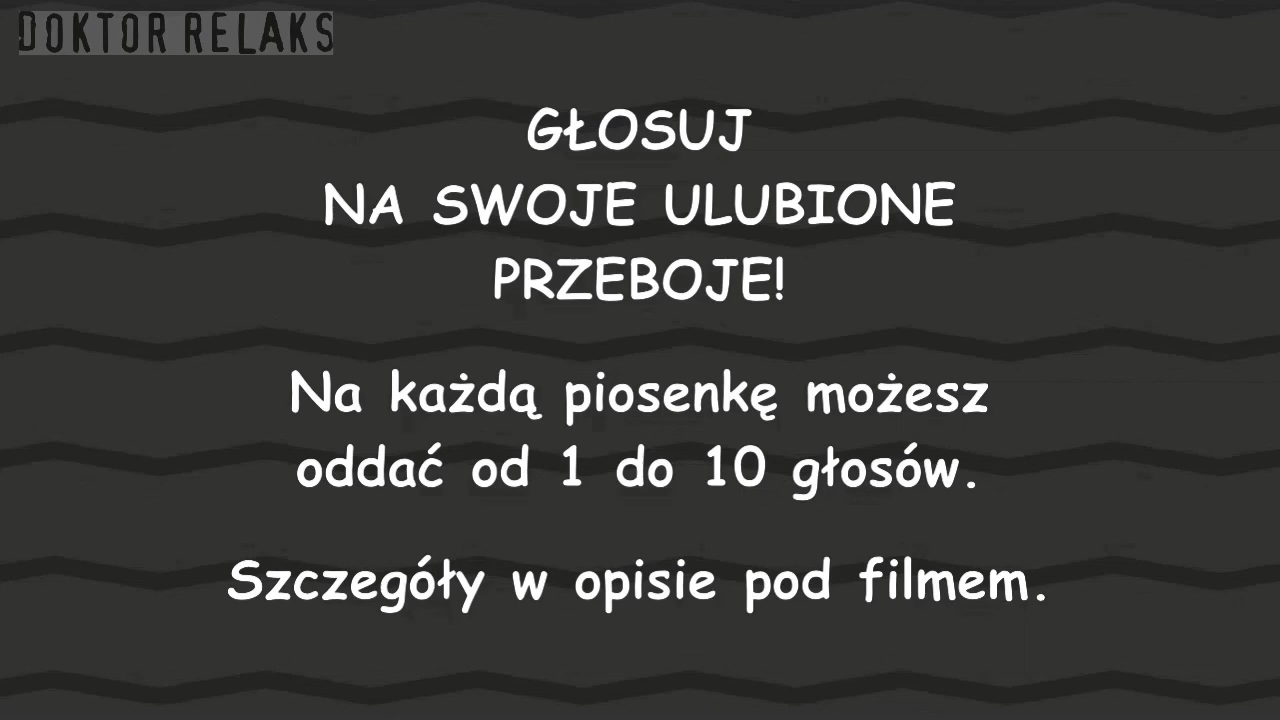 DOKTOR RELAKS
GŁOSUJ
NA SWOJE ULUBIONE
PRZEBOJE!
Na każdą piosenkę możesz
oddać od 1 do 10 głosów.
Szczegóły w opisie pod filmem.